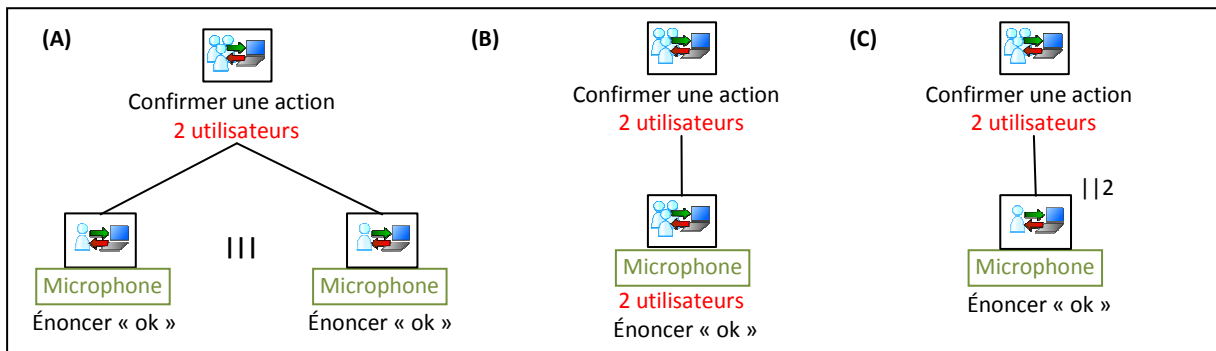 (A)
Confirmer une action
2 utilisateurs
|||
Microphone
Énoncer « ok »
Microphone
Énoncer « ok »
(B)
Confirmer une action
2 utilisateurs
Microphone
2 utilisateurs
Énoncer « ok »
(C)
Confirmer une action
2 utilisateurs
||2
Microphone
Énoncer « ok »